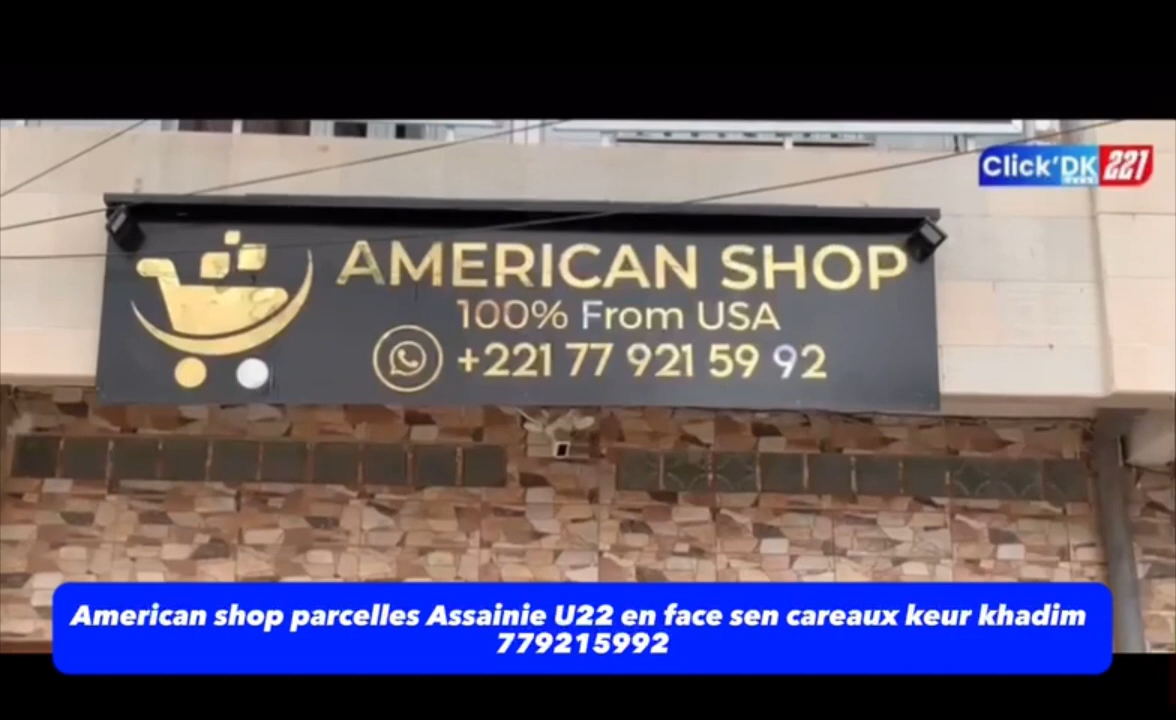 Click'DK 221
AMERICAN SHOP
100% From USA
+221 77 921 59 92
American shop parcelles Assainie U22 en face sen careaux keur khadim
779215992